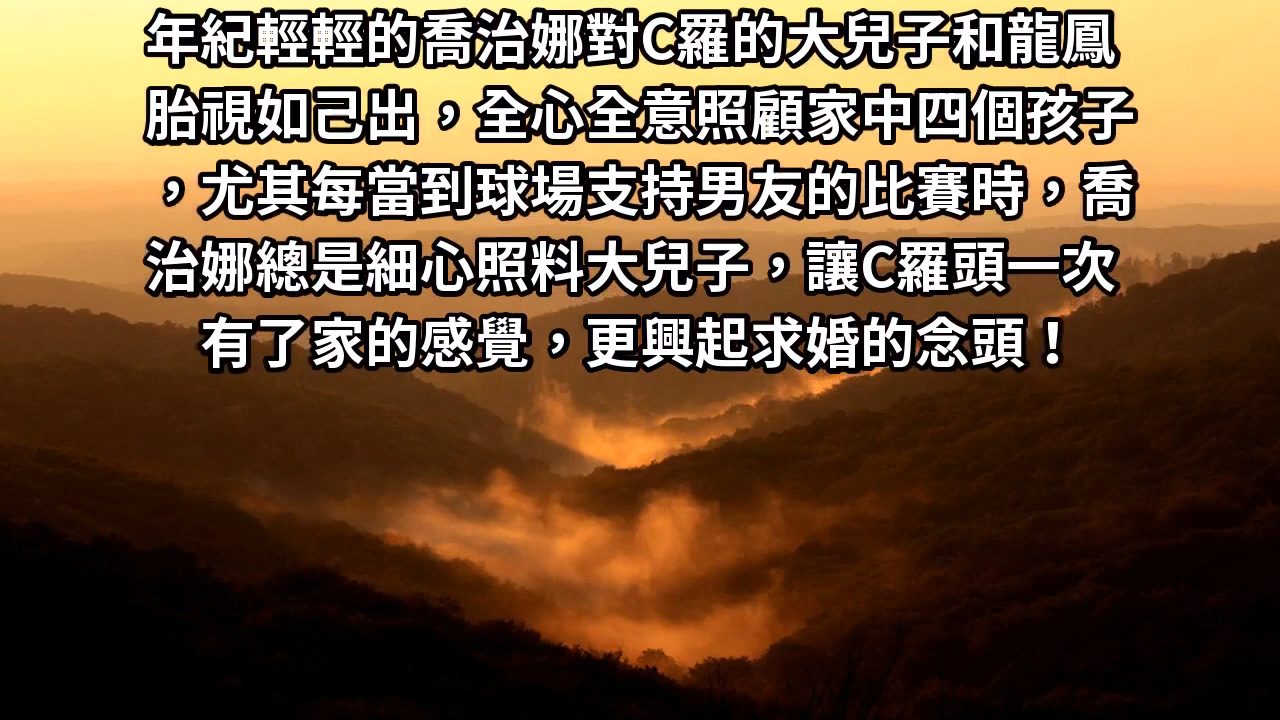 年紀輕輕的喬治娜對C羅的大兒子和龍鳳
胎視如己出，全心全意照顧家中四個孩子
，尤其每當到球場支持男友的比賽時，喬
治娜總是細心照料大兒子，讓C羅頭一次
有了家的感覺，更興起求婚的念頭！